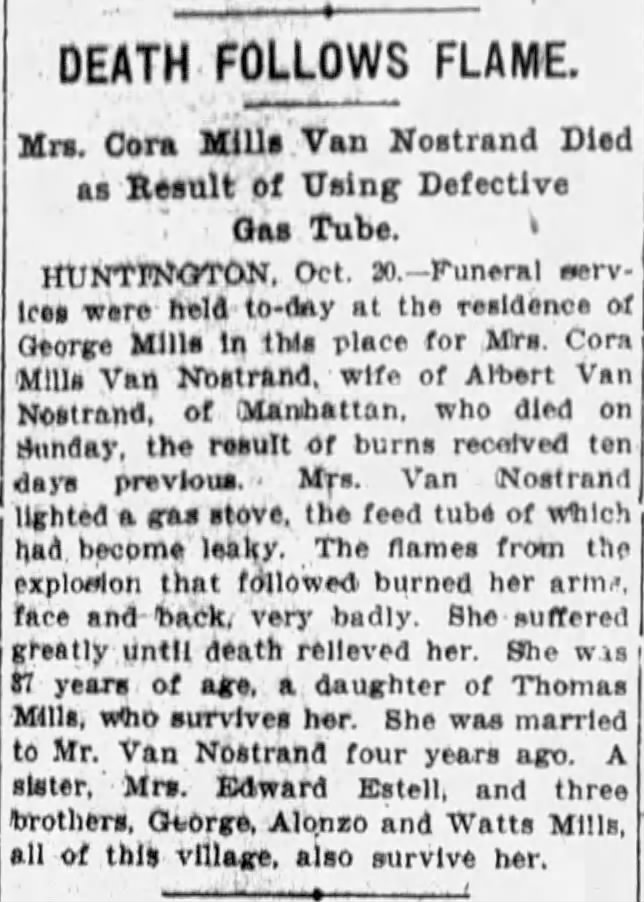 DEATH FOLLOWS FLAME.
Mrs. Cora Mills Van Nostrand Died
as Result of Using Defective
Gas Tube.
HUNTINGTON, Oct. 20.—Funeral serv-
ices were held to-day at the residence of
George Mills in this place for Mrs. Cora
Mills Van Nostrand, wife of Albert Van
Nostrand, of Manhattan, who died on
Sunday, the result of burns received ten
days previous. Mrs. Van Nostrand
lighted a gas stove, the feed tube of which
had become leaky. The flames from the
explosion that followed burned her arms,
face and back, very badly. She suffered
greatly until death relieved her. She was
years of age, a daughter of Thomas
Mills, who survives her. She was married
to Mr. Van Nostrand four years ago. A
sister, Mrs. Edward Estell, and three
brothers, George, Alonzo and Watts Mills,
all of this village, also survive her.